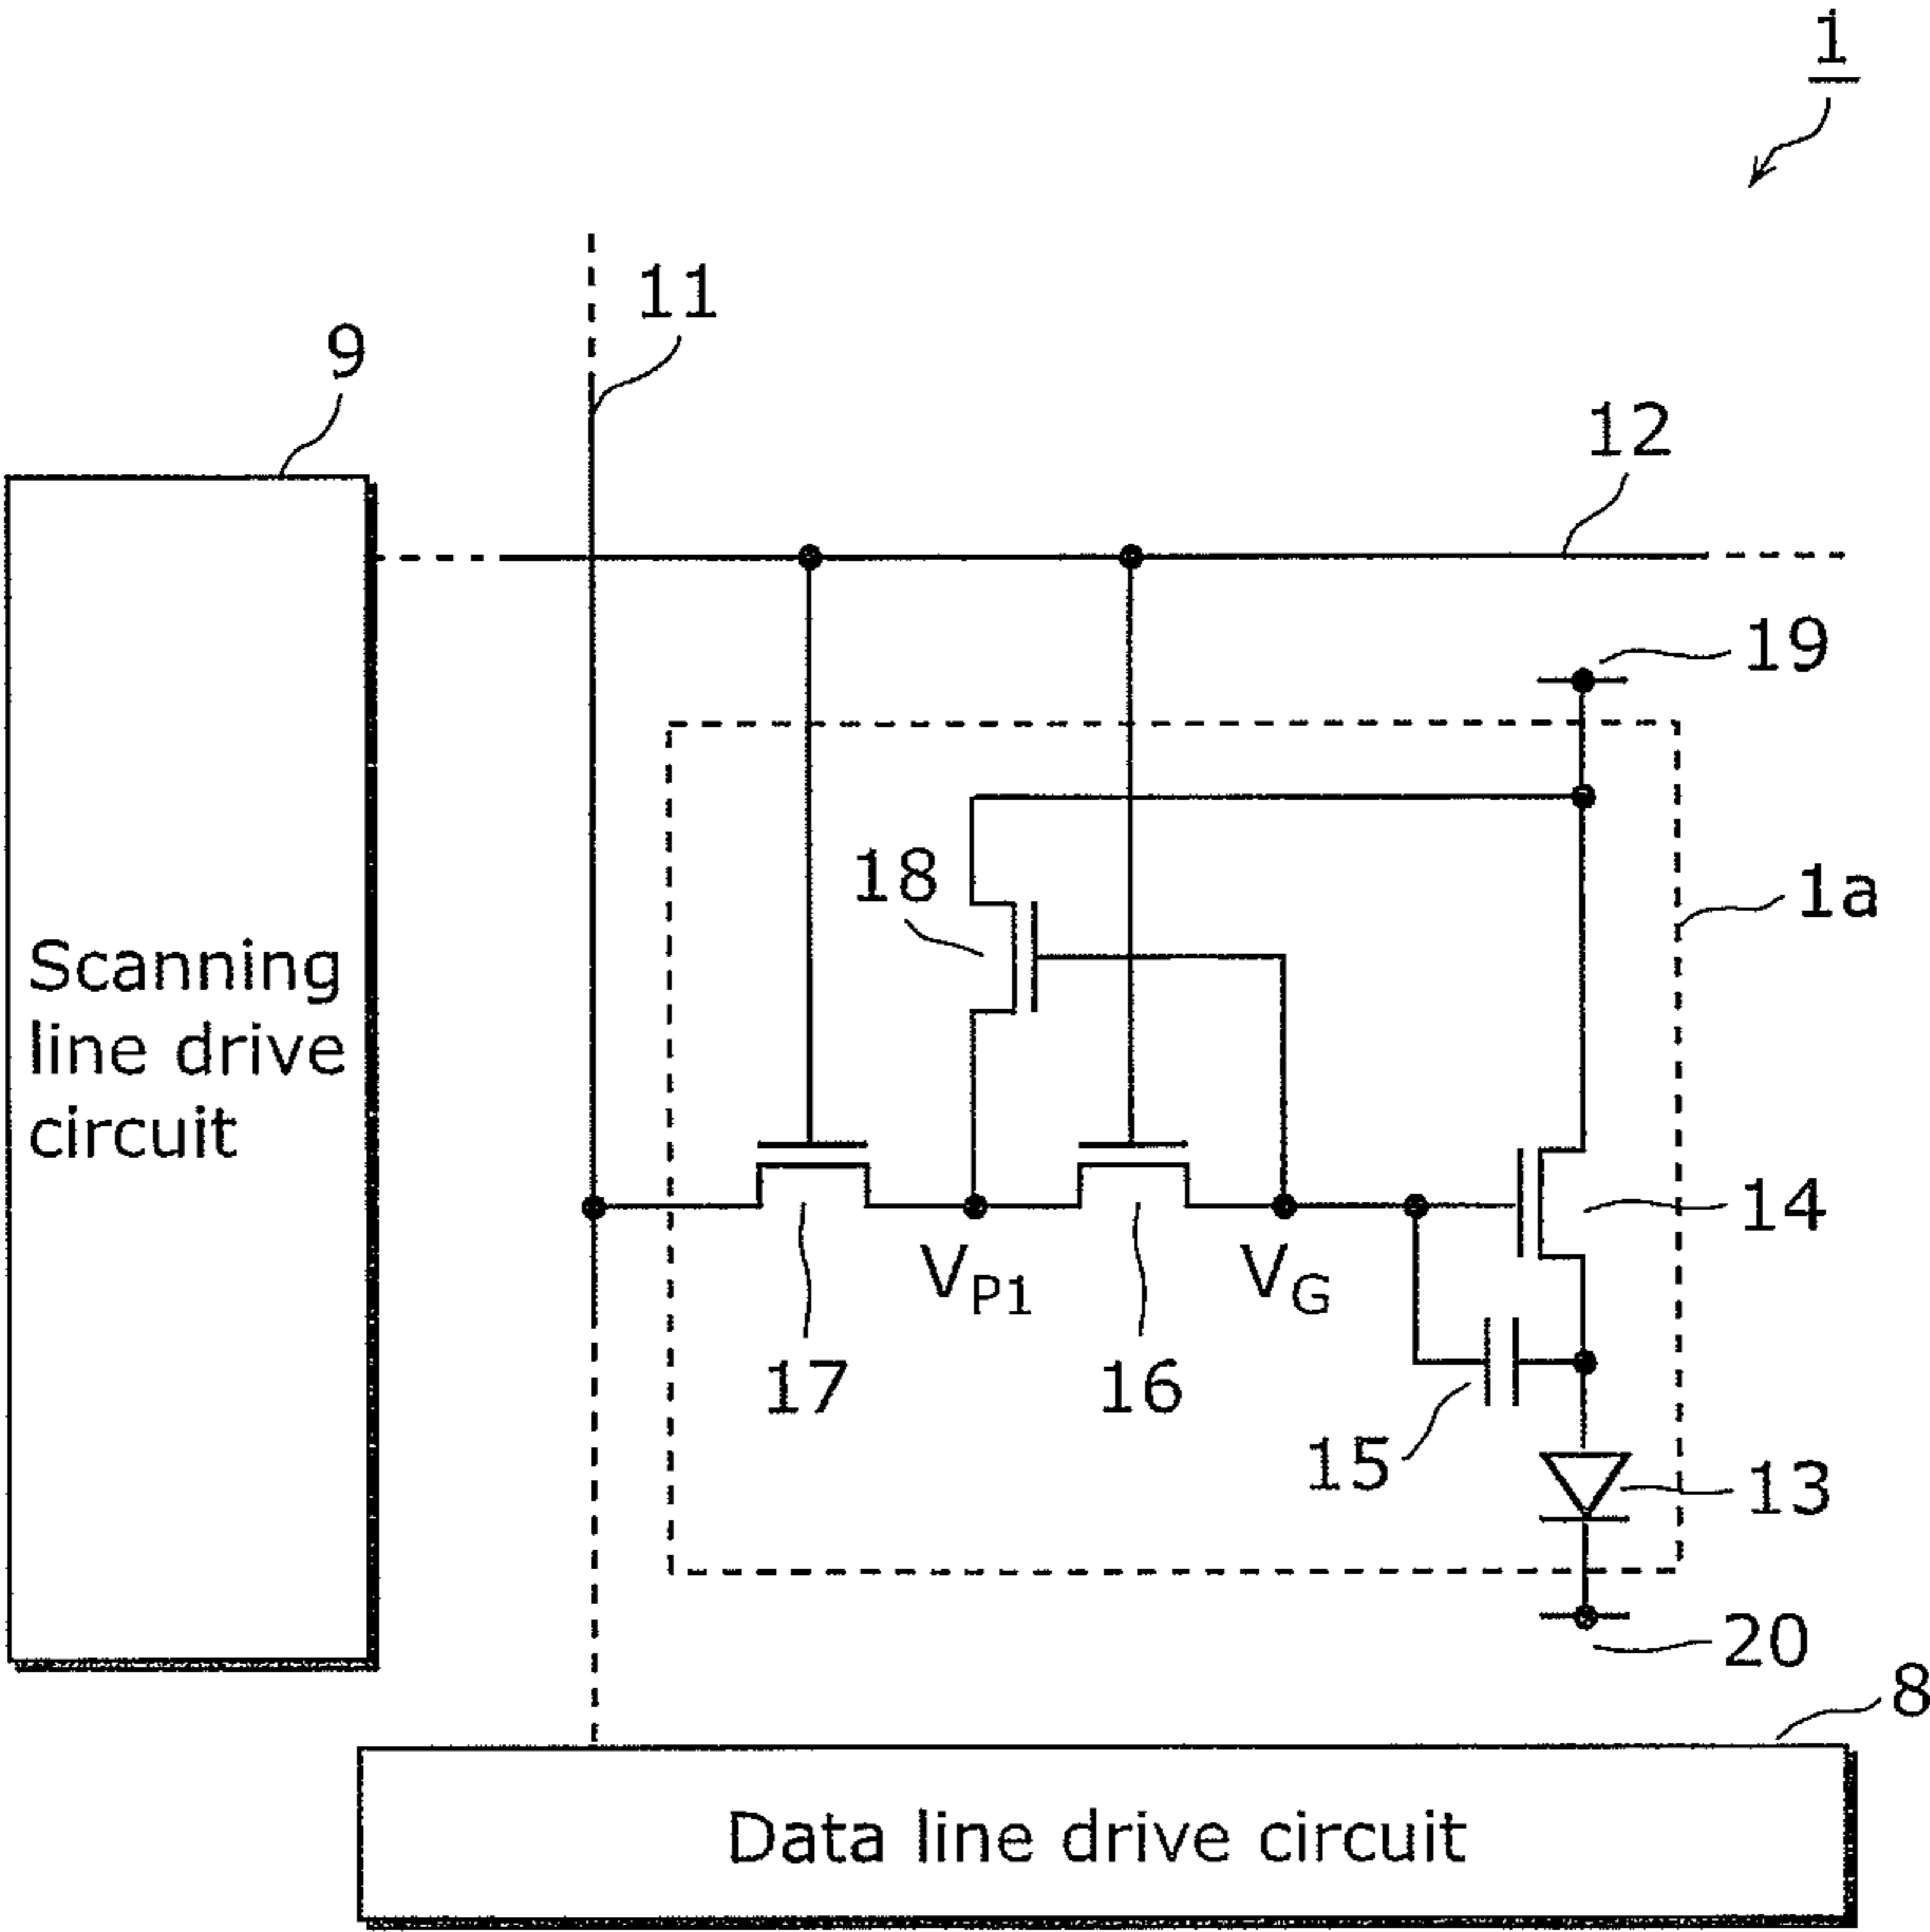 1
11
9
12
19
18
1a
Scanning
line drive
circuit
14
VP1
VG
17
16
15
13
20
8
Data line drive circuit